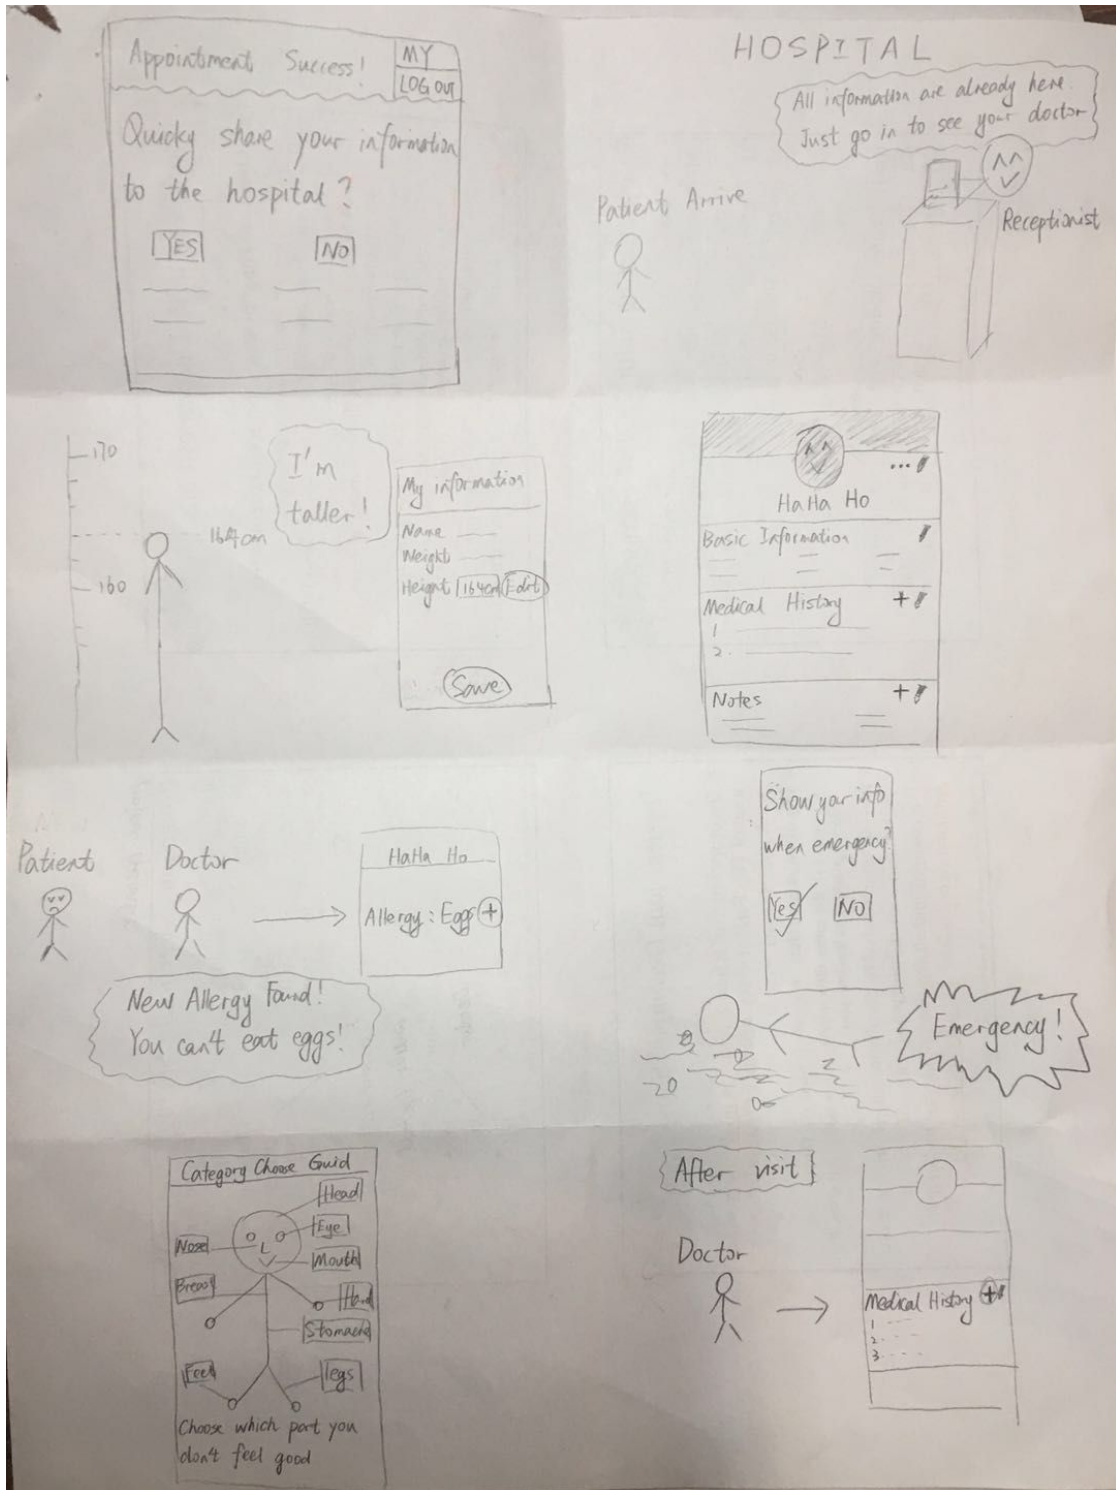 Appointment Success!
MY
LOG OUT
Quicky share your information
to the hospital?
YES
NO
HOSPITAL
All information are already here.
Just go in to see your doctor
Patient Arrive
Receptionist
170
160
164cm
I'm
taller!
My information
Name
Weight
Height 164cm Edit
Save
HaHa Ho
Basic Information
Medical History +
1
2.
Notes +
Patient
Doctor
HaHa Ho
Allergy : Eggs +
New Allergy Found!
You can't eat eggs!
Show your info
when emergency?
Yes
NO
Emergency!
Category Choose Guid
Head
Eye
Nose
Mouth
Hand
Stomach
Feet
legs
Choose which part you
don't feel good
After visit
Doctor
Medical History +
1
2.
3.